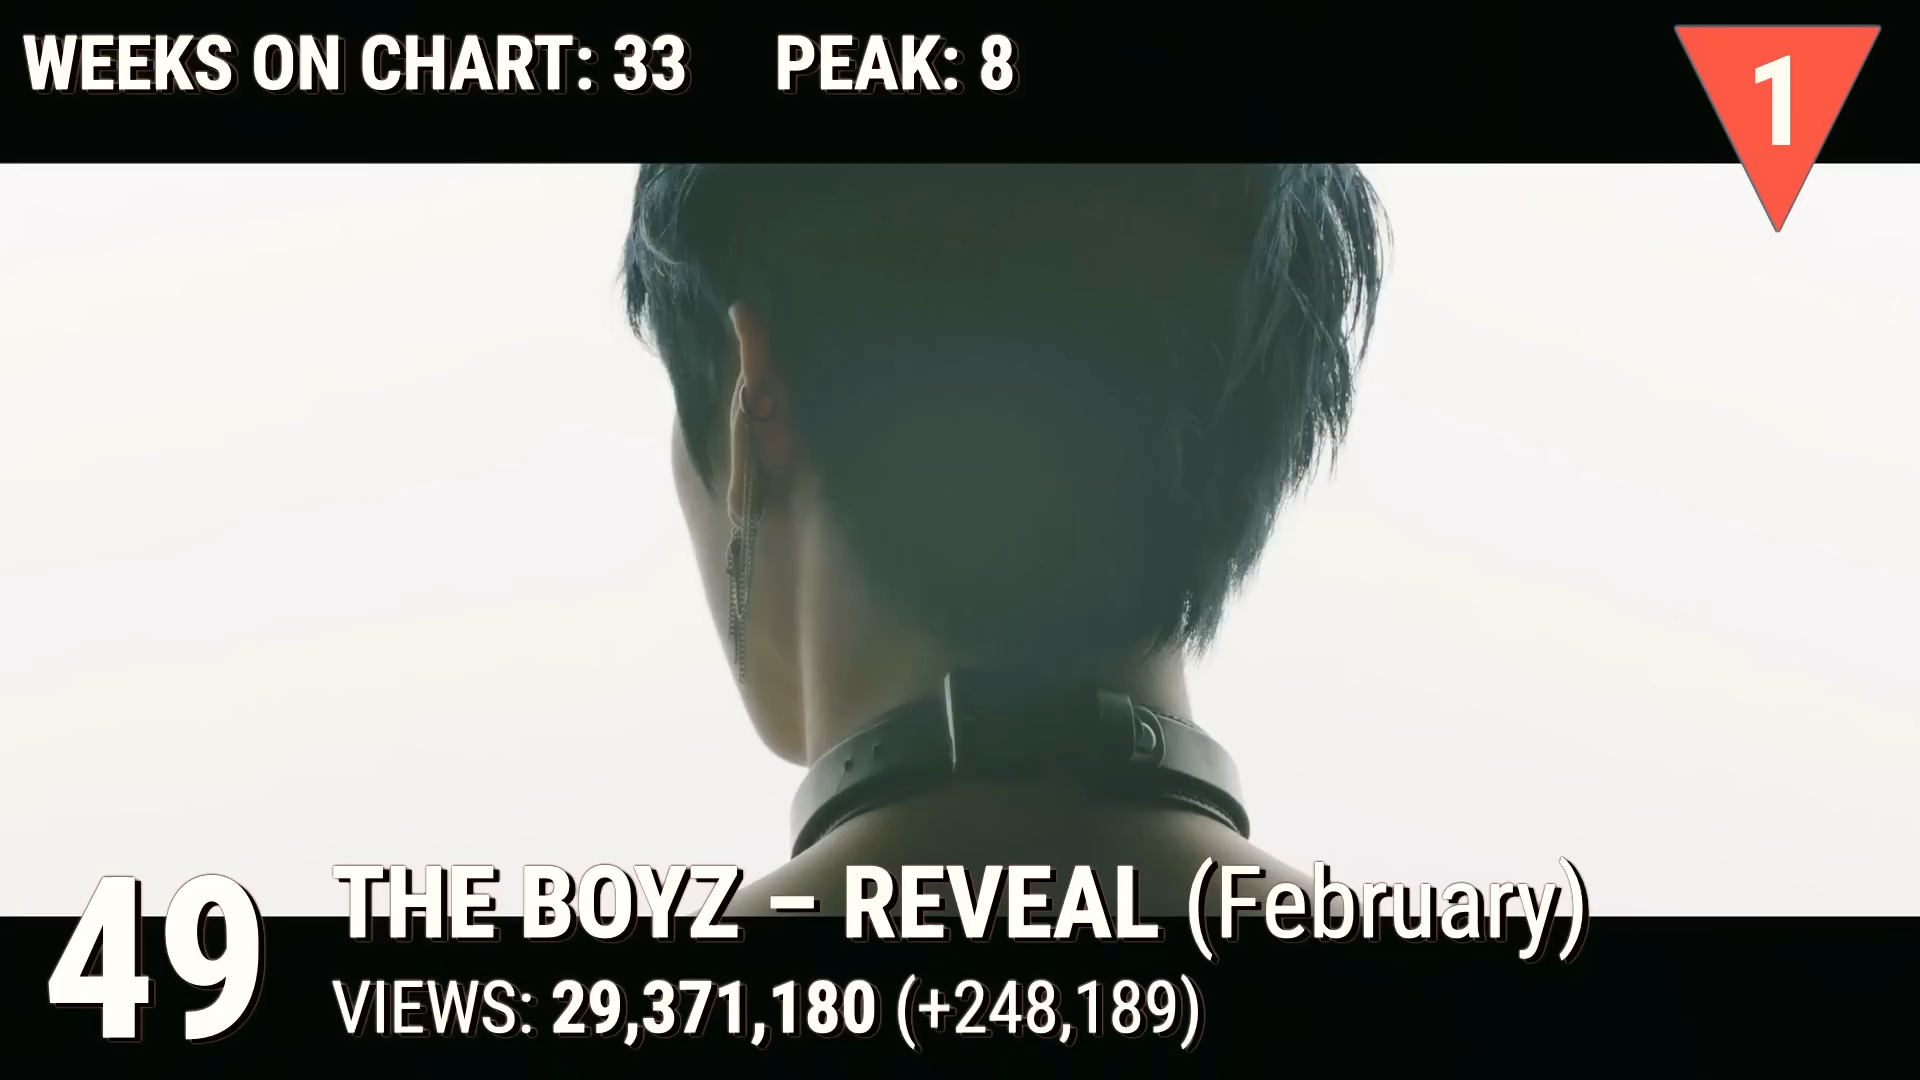 WEEKS ON CHART: 33 PEAK: 8
1
49
THE BOYZ – REVEAL (February)
VIEWS: 29,371,180 (+248,189)